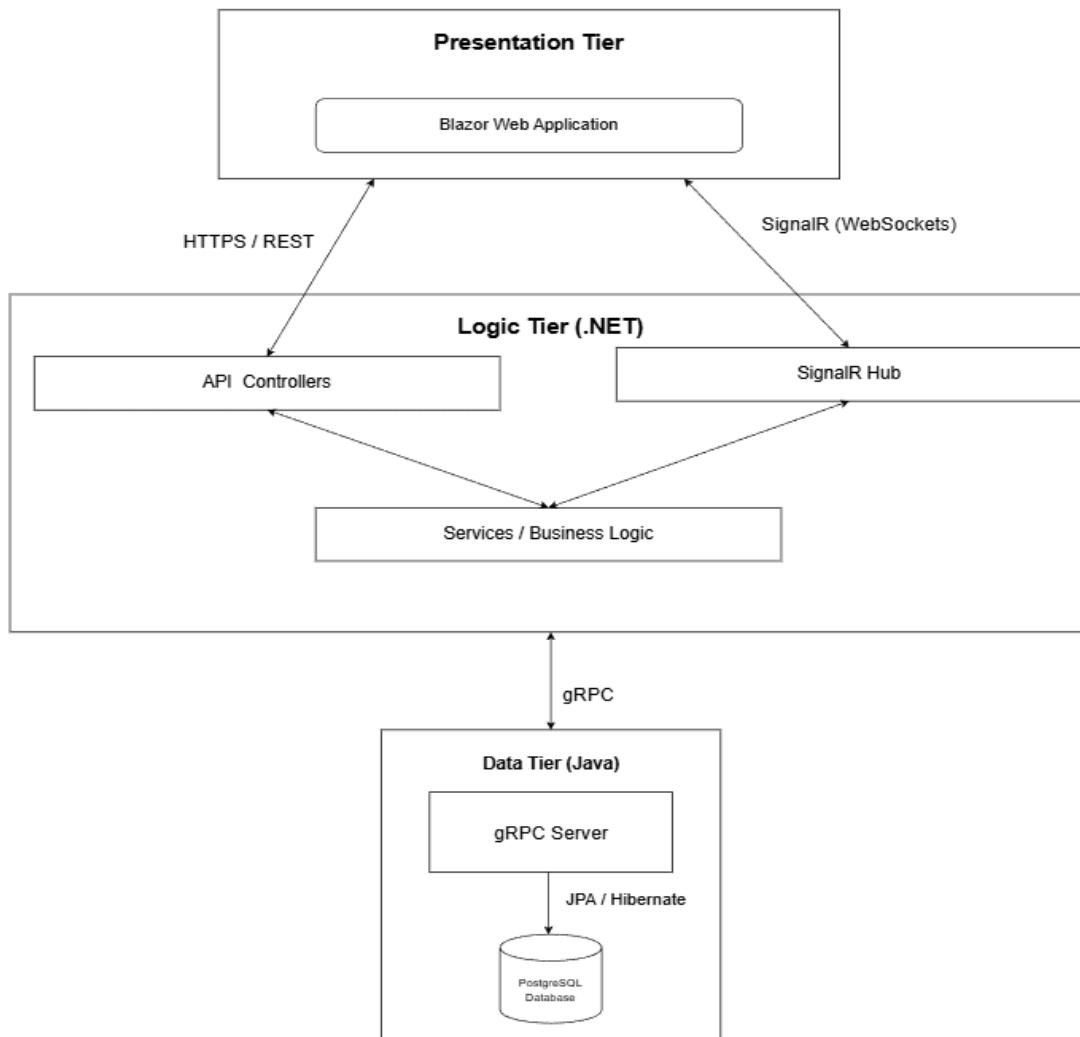 Presentation Tier
Blazor Web Application
HTTPS / REST
SignalR (WebSockets)
Logic Tier (.NET)
API Controllers
SignalR Hub
Services / Business Logic
gRPC
Data Tier (Java)
gRPC Server
JPA / Hibernate
PostgreSQL
Database